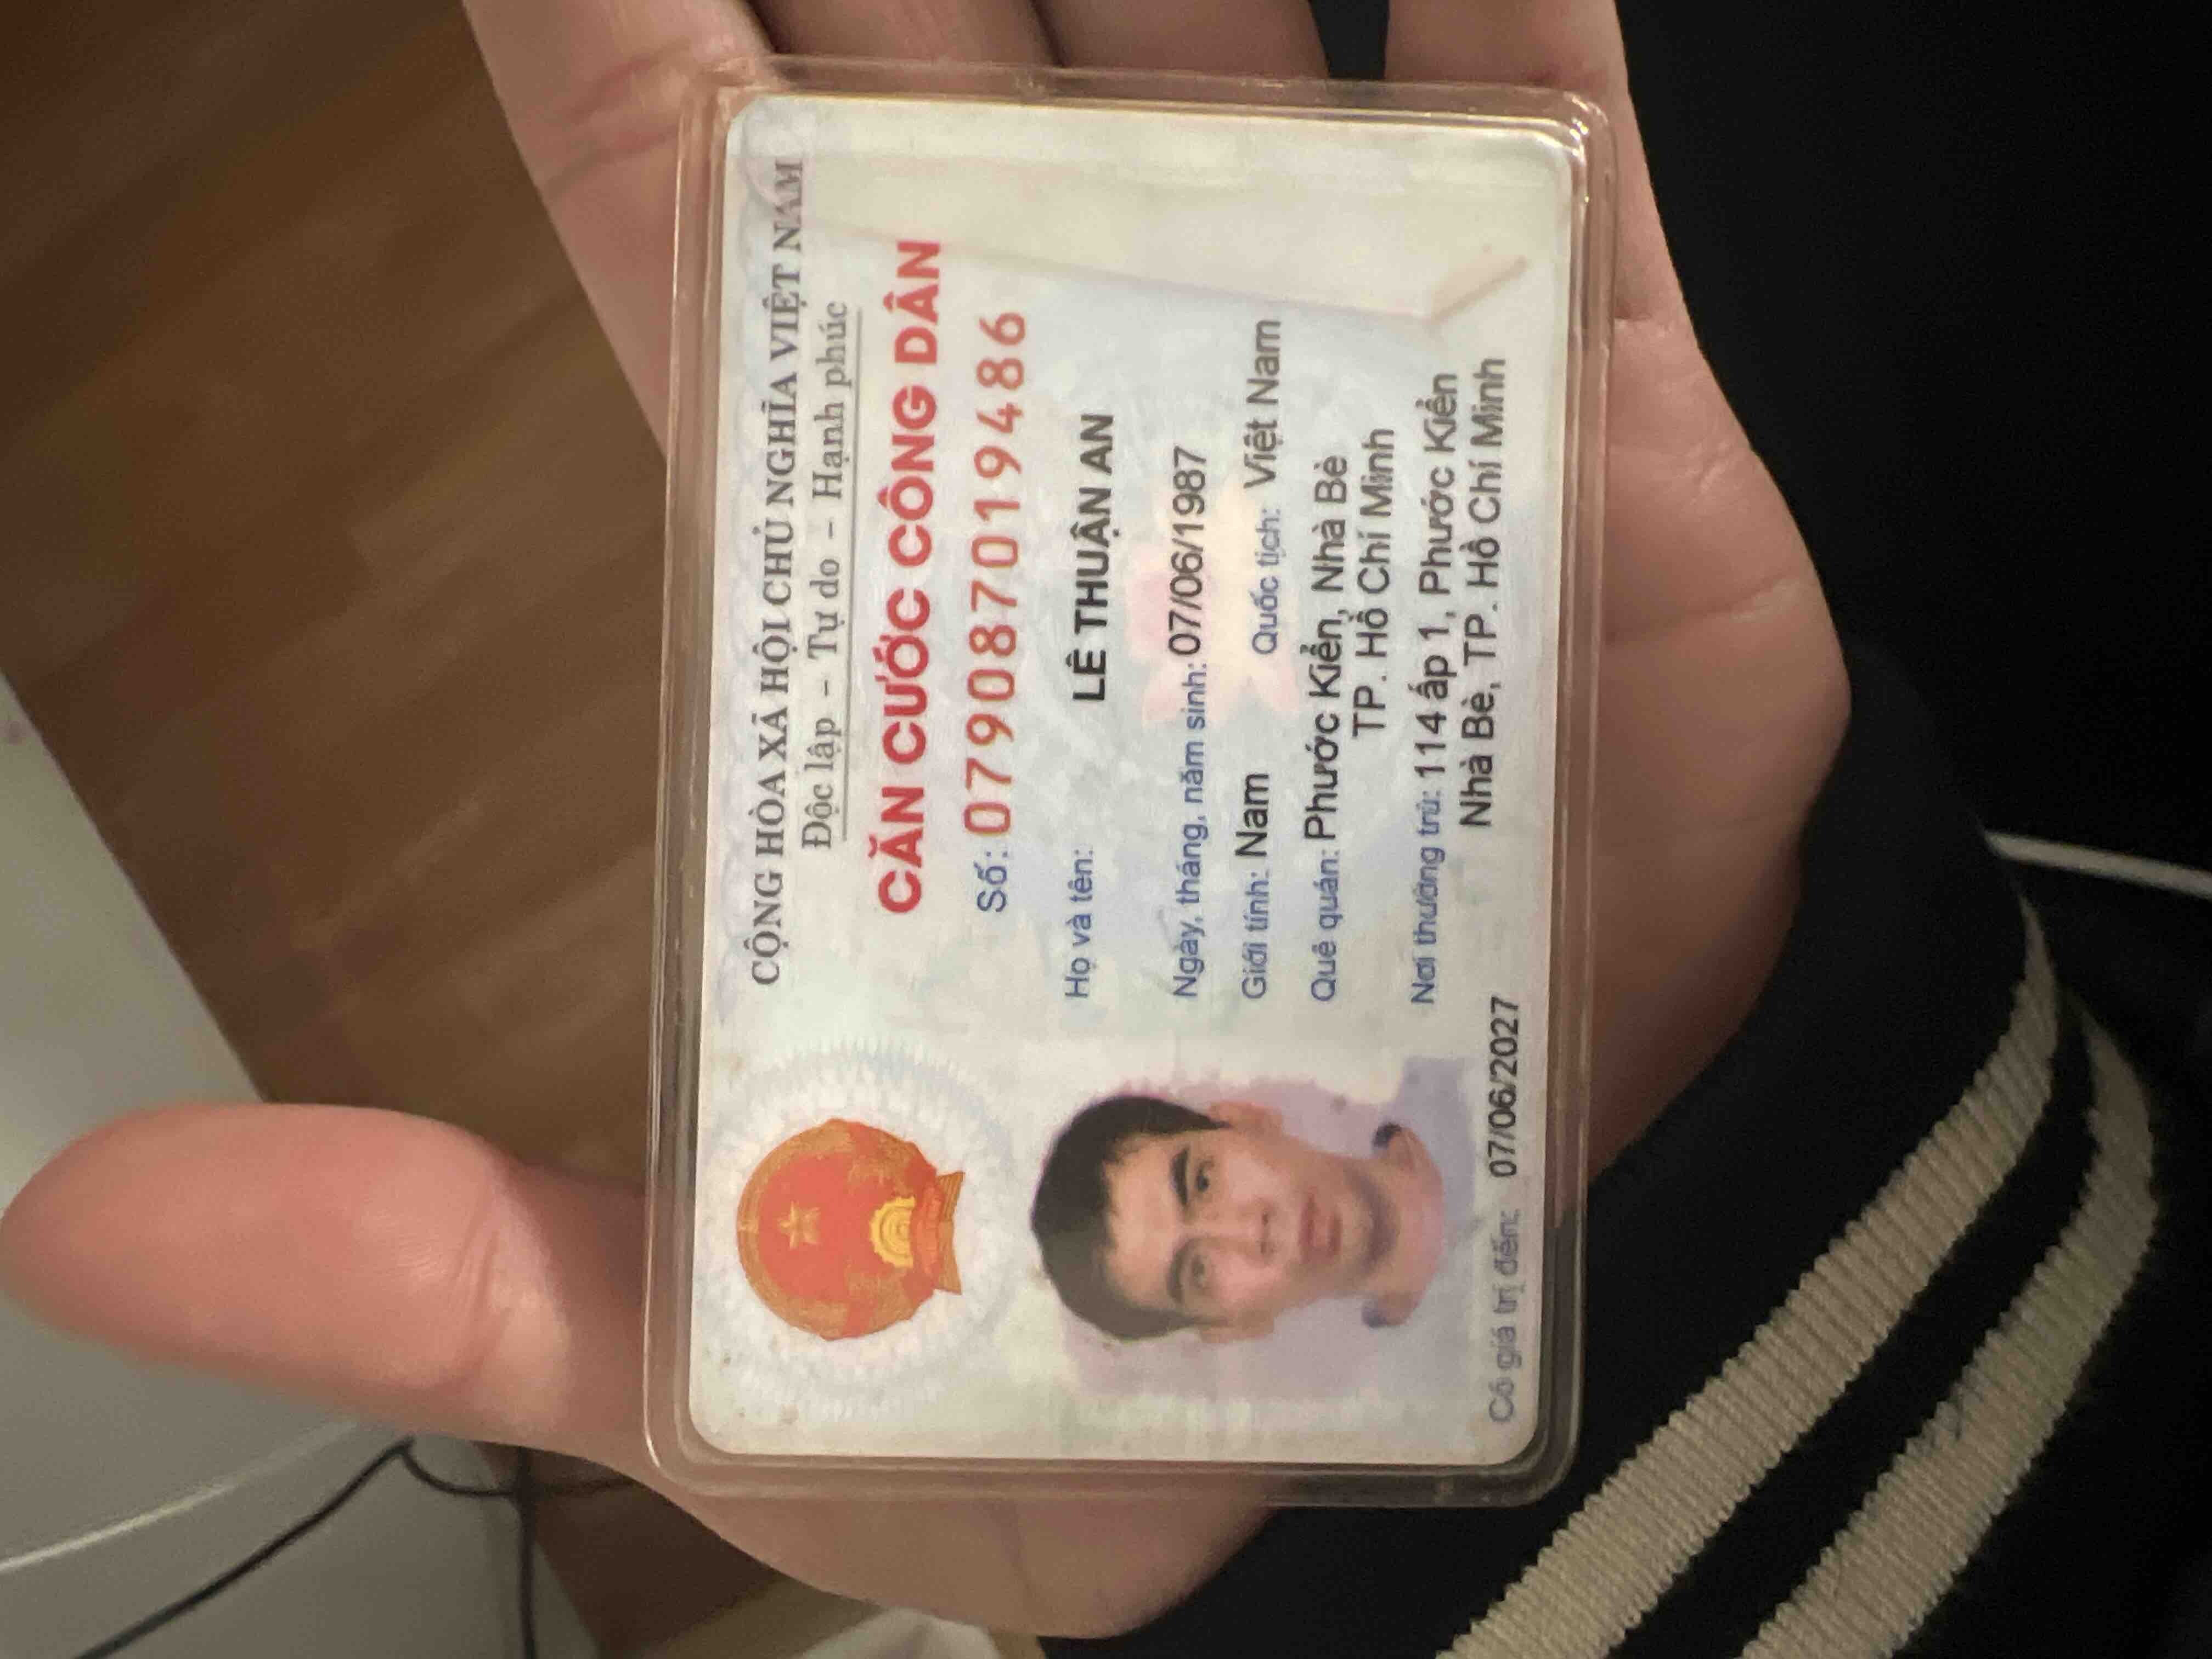 CỘNG HÒA XÃ HỘI CHỦ NGHĨA VIỆT NAM
Độc lập - Tự do - Hạnh phúc
CĂN CƯỚC CÔNG DÂN
Số: 079087019486
Họ và tên: LÊ THUẬN AN
Ngày, tháng, năm sinh: 07/06/1987
Giới tính: Nam Quốc tịch: Việt Nam
Quê quán: Phước Kiển, Nhà Bè
TP. Hồ Chí Minh
Nơi thường trú: 114 ấp 1, Phước Kiển
Nhà Bè, TP. Hồ Chí Minh
Có giá trị đến: 07/06/2027